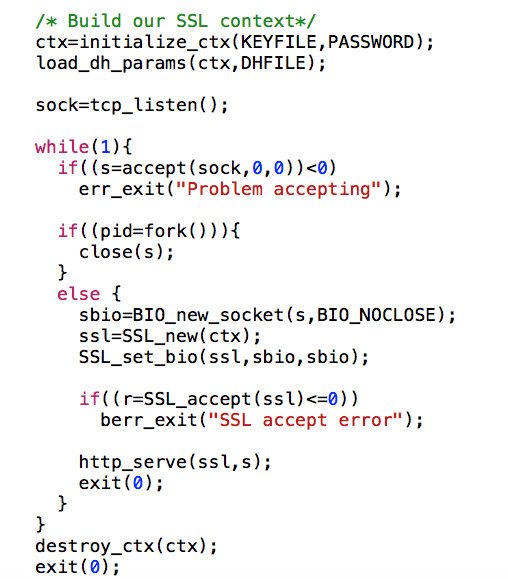 /* Build our SSL context*/
ctx=initialize_ctx(KEYFILE,PASSWORD);
load_dh_params(ctx,DHFILE);
sock=tcp_listen();
while(1){
if((s=accept(sock,0,0))<0)
err_exit("Problem accepting");
if((pid=fork())){
close(s);
}
else {
sbio=BIO_new_socket(s,BIO_NOCLOSE);
ssl=SSL_new(ctx);
SSL_set_bio(ssl,sbio,sbio);
if((r=SSL_accept(ssl)<=0))
berr_exit("SSL accept error");
http_serve(ssl,s);
exit(0);
}
}
destroy_ctx(ctx);
exit(0);